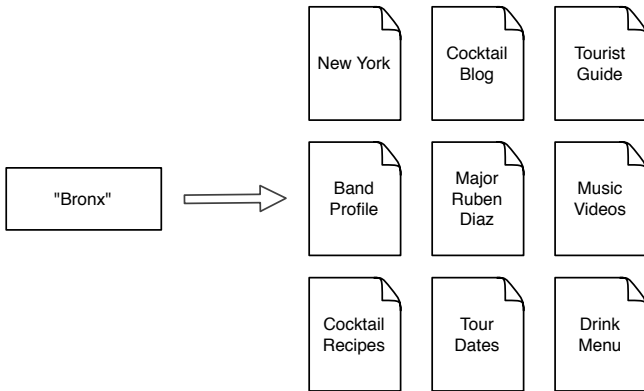 New York
Cocktail
Blog
Tourist
Guide
"Bronx"
Band
Profile
Major
Ruben
Diaz
Music
Videos
Cocktail
Recipes
Tour
Dates
Drink
Menu